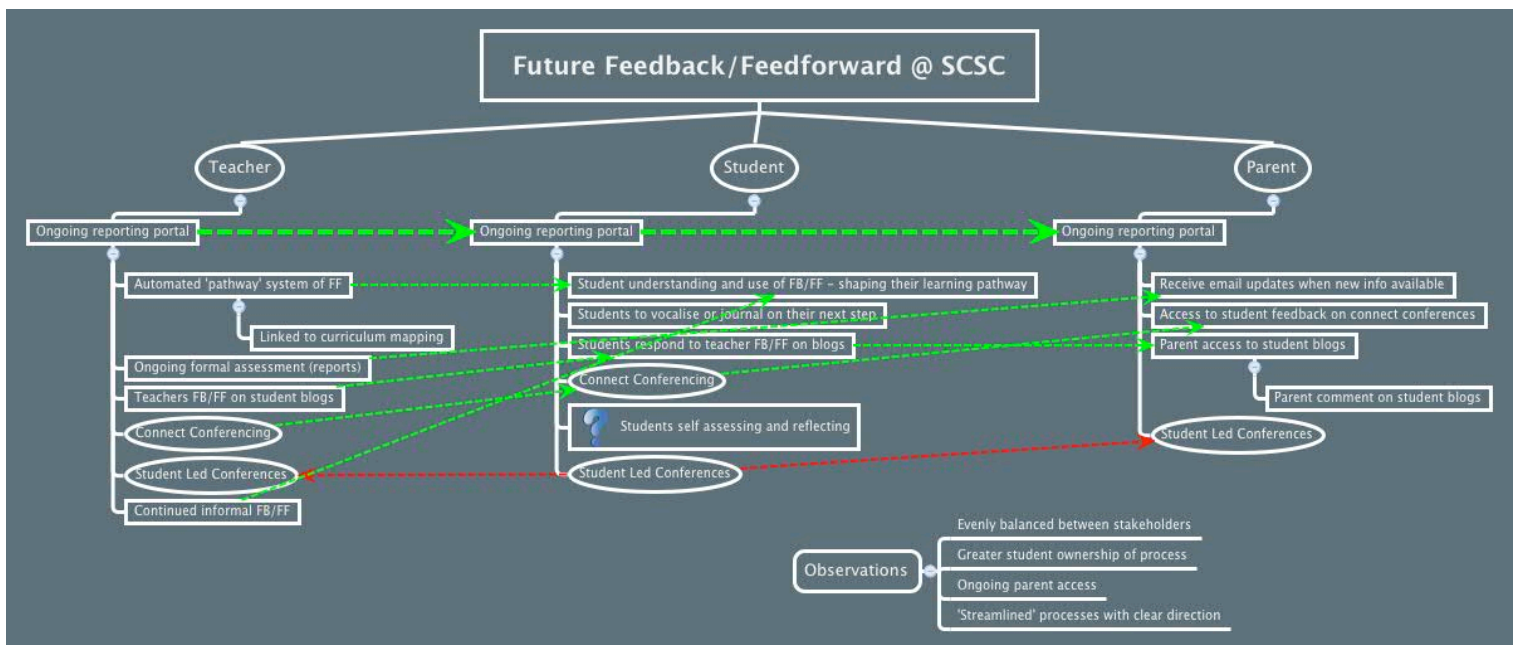 Future Feedback/Feedforward @ SCSC
Teacher
Student
Parent
Ongoing reporting portal
Ongoing reporting portal
Ongoing reporting portal
Automated 'pathway' system of FF
Linked to curriculum mapping
Ongoing formal assessment (reports)
Teachers FB/FF on student blogs
Connect Conferencing
Student Led Conferences
Continued informal FB/FF
Student understanding and use of FB/FF - shaping their learning pathway
Students to vocalise or journal on their next step
Students respond to teacher FB/FF on blogs
Connect Conferencing
? Students self assessing and reflecting
Student Led Conferences
Receive email updates when new info available
Access to student feedback on connect conferences
Parent access to student blogs
Parent comment on student blogs
Student Led Conferences
Observations
Evenly balanced between stakeholders
Greater student ownership of process
Ongoing parent access
'Streamlined' processes with clear direction